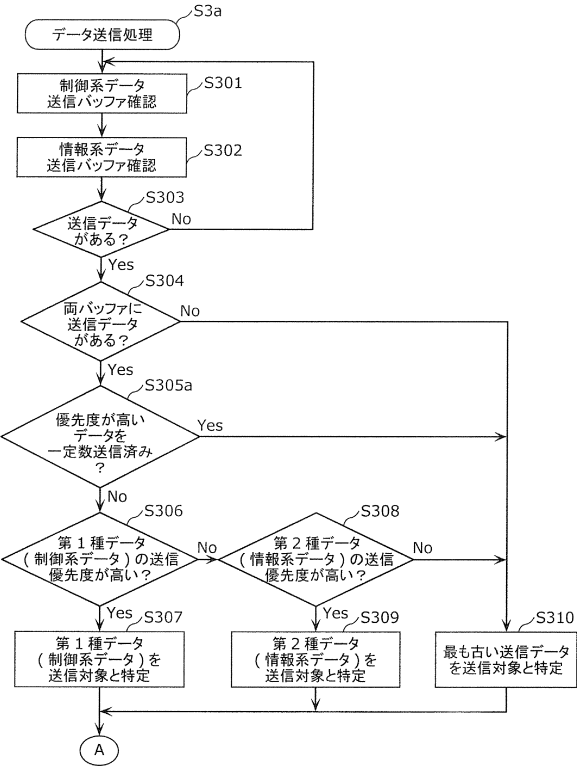 S3a
データ送信処理
S301
制御系データ
送信バッファ確認
S302
情報系データ
送信バッファ確認
S303
送信データ
がある?
No
Yes
S304
両バッファに
送信データ
がある?
No
Yes
S305a
優先度が高い
データを
一定数送信済み
?
Yes
No
S306
第1種データ
(制御系データ)の送信
優先度が高い?
No
Yes
S308
第2種データ
(情報系データ)の送信
優先度が高い?
No
Yes
S307
第1種データ
(制御系データ)を
送信対象と特定
S309
第2種データ
(情報系データ)を
送信対象と特定
S310
最も古い送信データ
を送信対象と特定
A